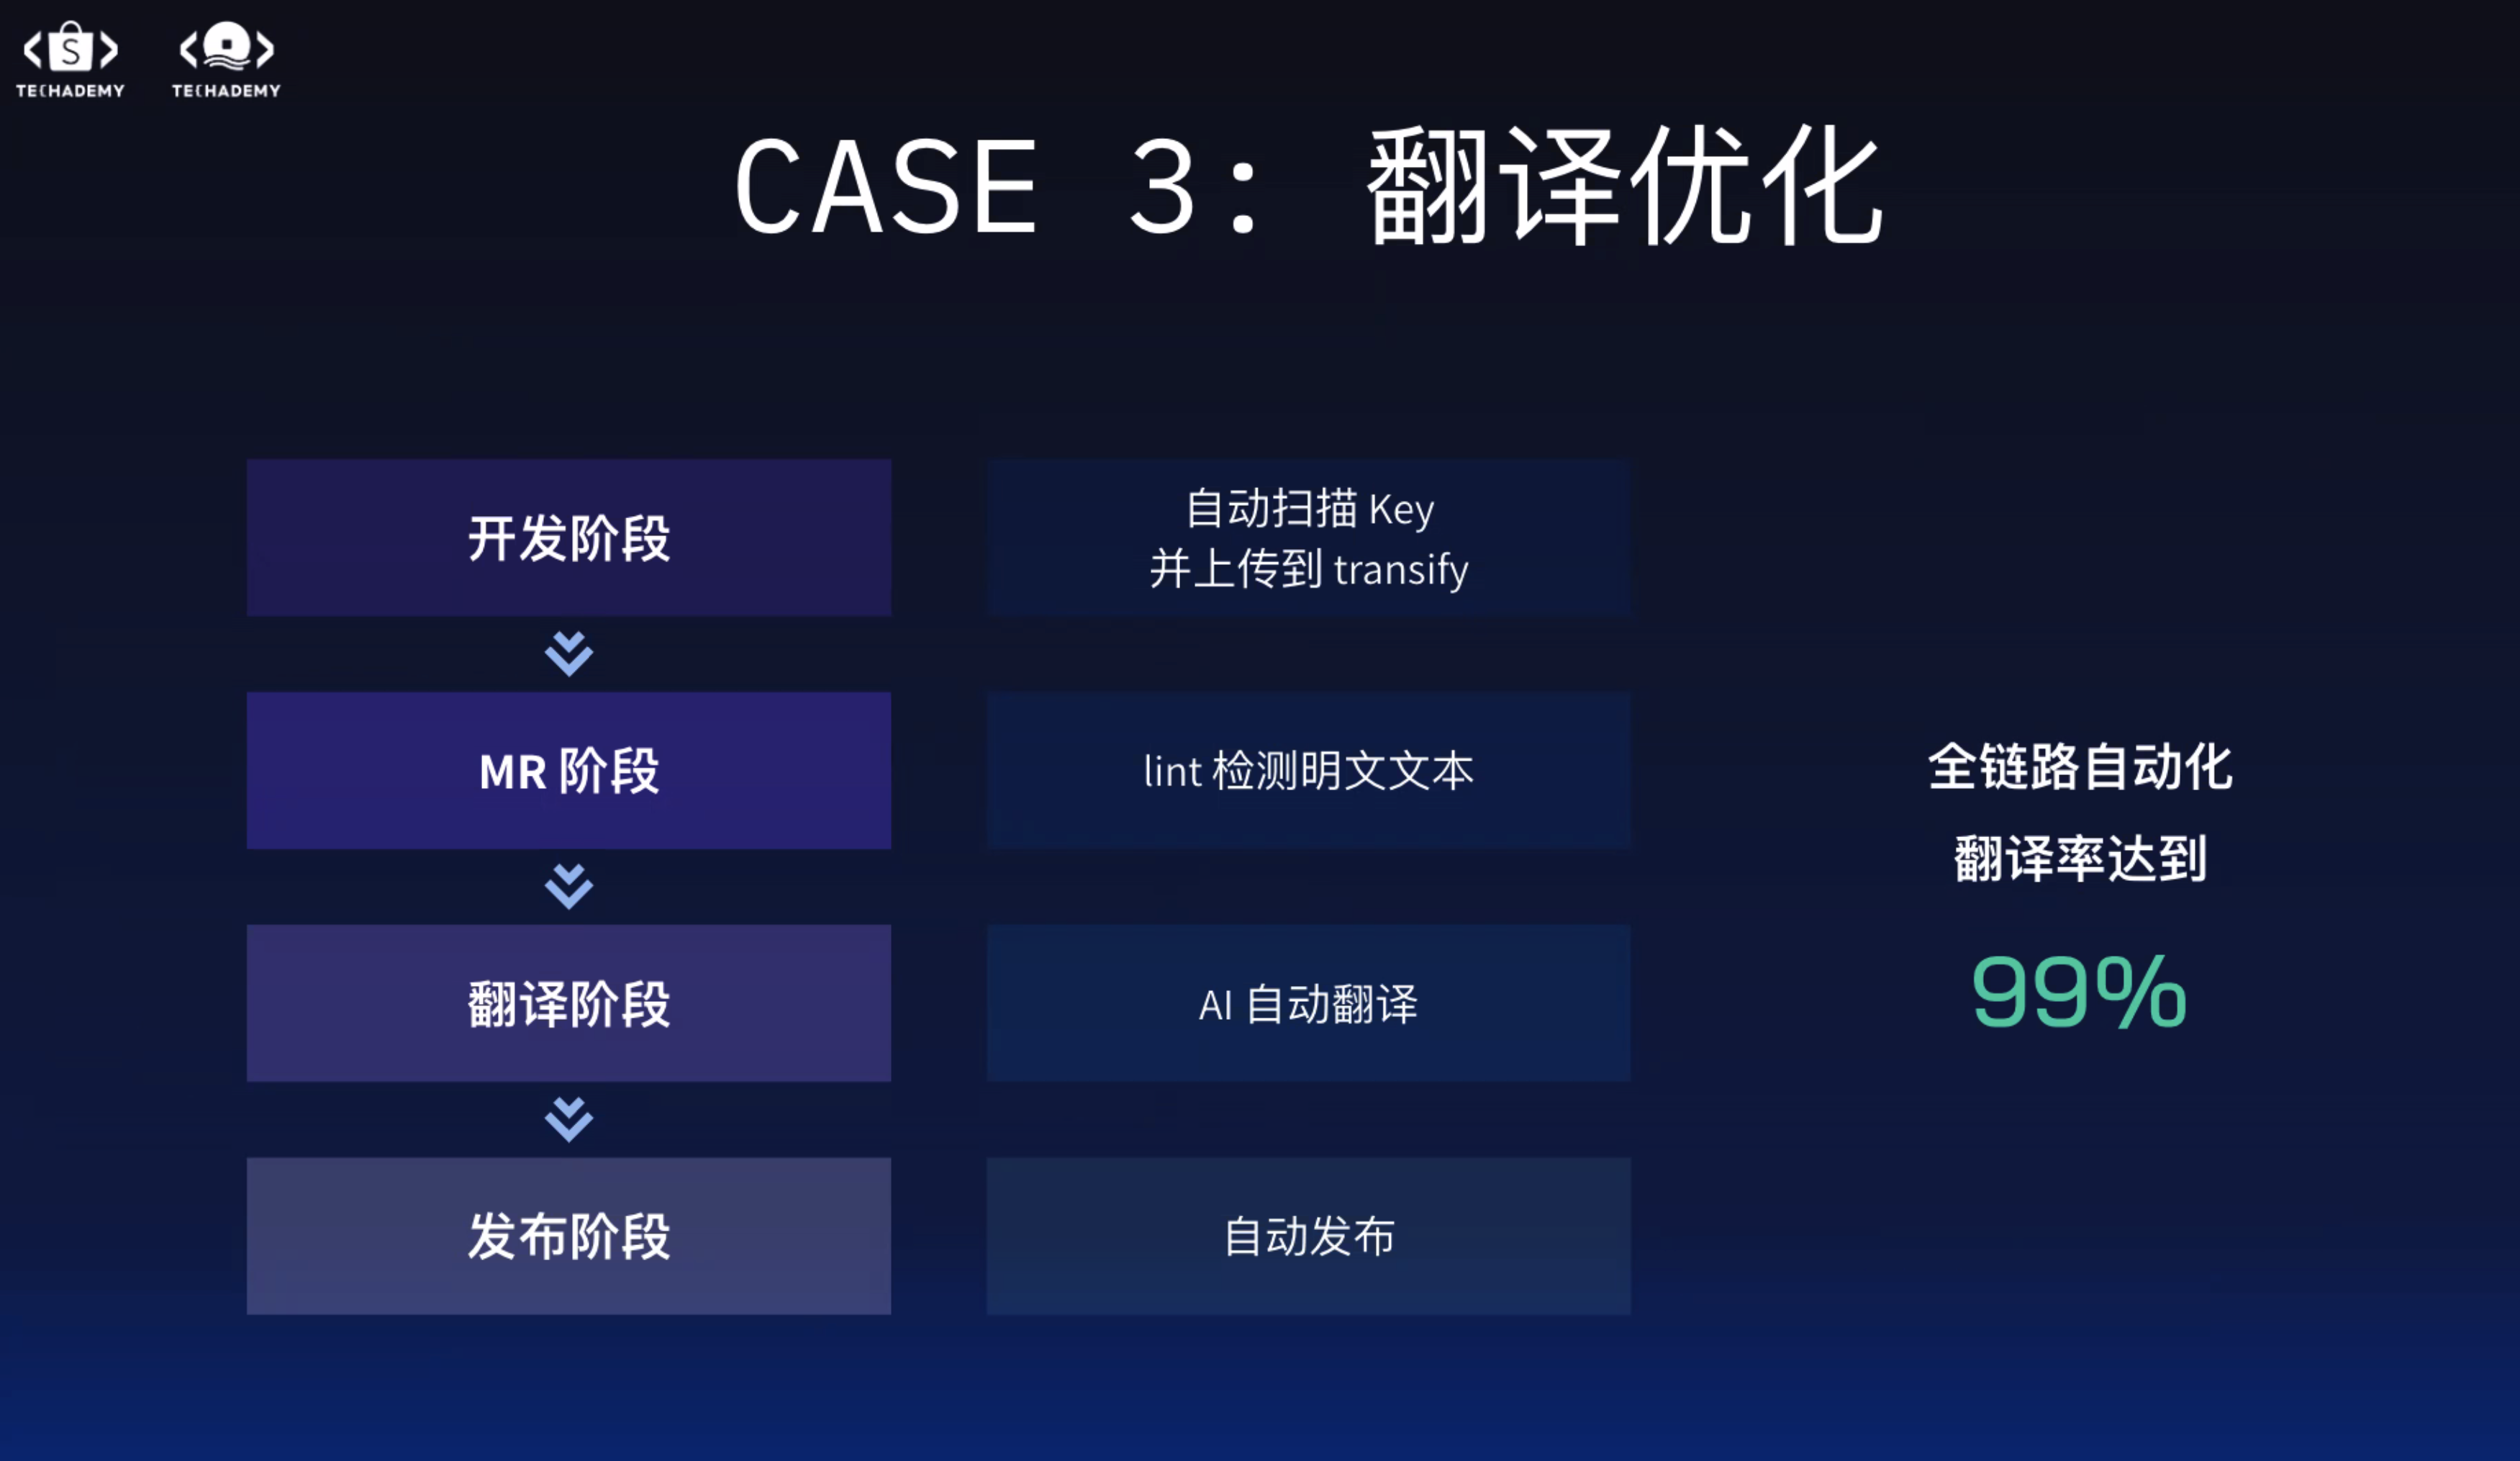 TECHADEMY
TECHADEMY
CASE 3: 翻译优化
开发阶段
自动扫描 Key
并上传到 transify
MR 阶段
lint 检测明文文本
翻译阶段
AI 自动翻译
发布阶段
自动发布
全链路自动化
翻译率达到
99%